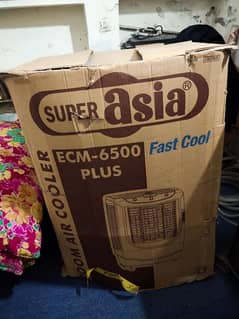 SUPER asia®
ECM-6500
PLUS
Fast Cool
ROOM AIR COOLER